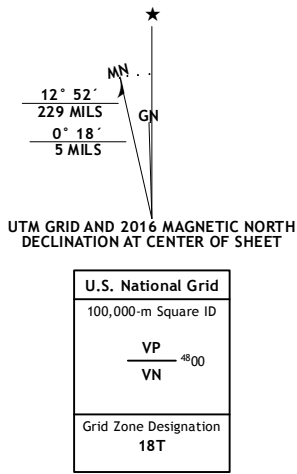 ★
MN
GN
12° 52´
229 MILS
0° 18´
5 MILS
UTM GRID AND 2016 MAGNETIC NORTH
DECLINATION AT CENTER OF SHEET
U.S. National Grid
100,000-m Square ID
VP
4800
VN
Grid Zone Designation
18T